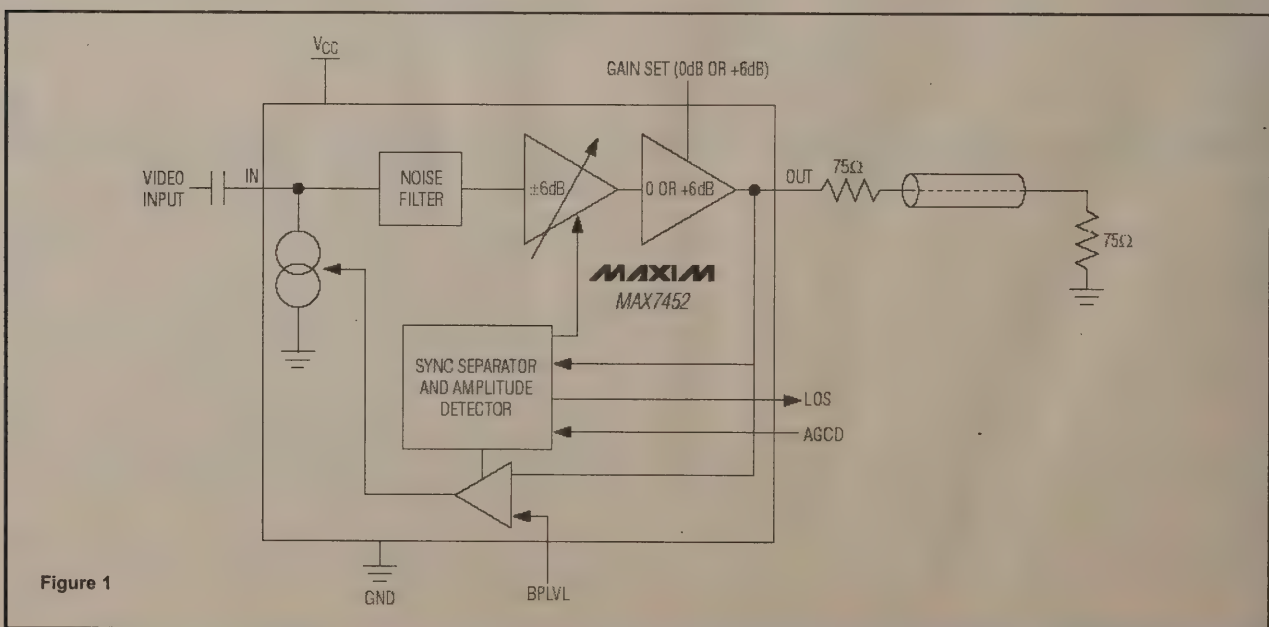 VCC
GAIN SET (0dB OR +6dB)
VIDEO
INPUT
IN
NOISE
FILTER
±6dB
0 OR +6dB
OUT
75Ω
75Ω
MAXIM
MAX7452
SYNC SEPARATOR
AND AMPLITUDE
DETECTOR
LOS
AGCD
Figure 1
GND
BPLVL